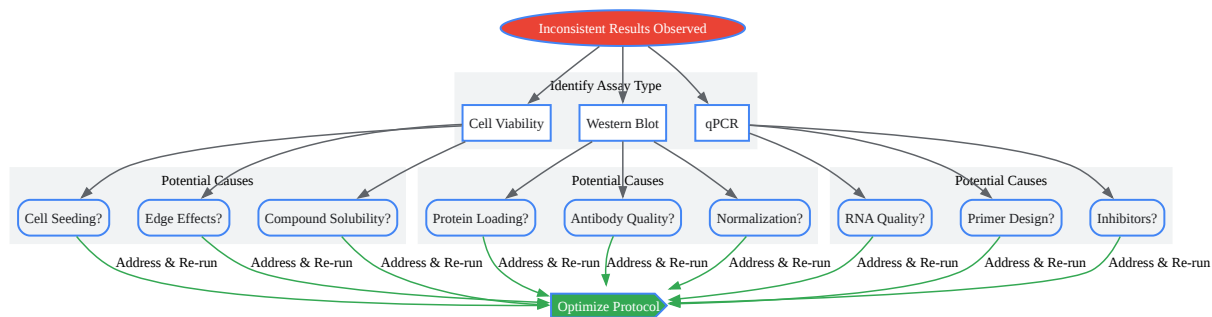 Inconsistent Results Observed
Identify Assay Type
Cell Viability
Western Blot
qPCR
Potential Causes
Potential Causes
Potential Causes
Cell Seeding?
Edge Effects?
Compound Solubility?
Protein Loading?
Antibody Quality?
Normalization?
RNA Quality?
Primer Design?
Inhibitors?
Address & Re-run
Address & Re-run
Address & Re-run
Address & Re-run
Address & Re-run
Address & Re-run
Address & Re-run
Address & Re-run
Address & Re-run
Optimize Protocol